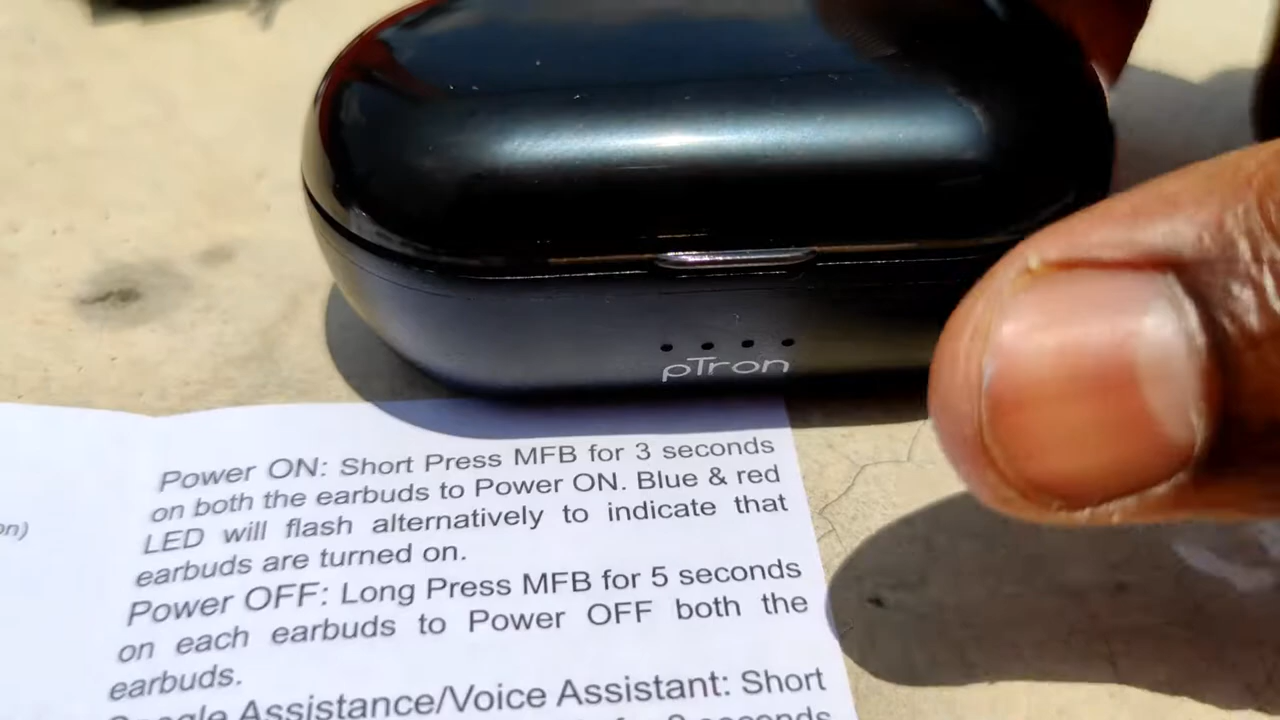 pTron
on)
Power ON: Short Press MFB for 3 seconds
on both the earbuds to Power ON. Blue & red
LED will flash alternatively to indicate that
earbuds are turned on.
Power OFF: Long Press MFB for 5 seconds
on each earbuds to Power OFF both the
earbuds.
Assistance/Voice Assistant: Short
seconds